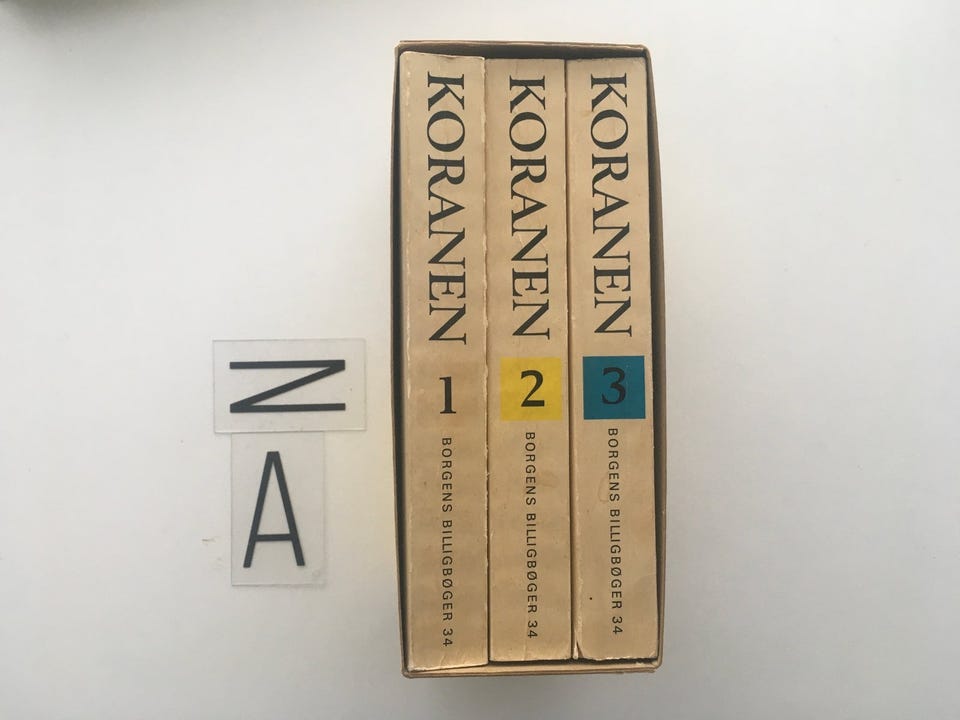 KORANEN 1 BORGENS BILLIGBØGER 34
KORANEN 2 BORGENS BILLIGBØGER 34
KORANEN 3 BORGENS BILLIGBØGER 34
Z
A